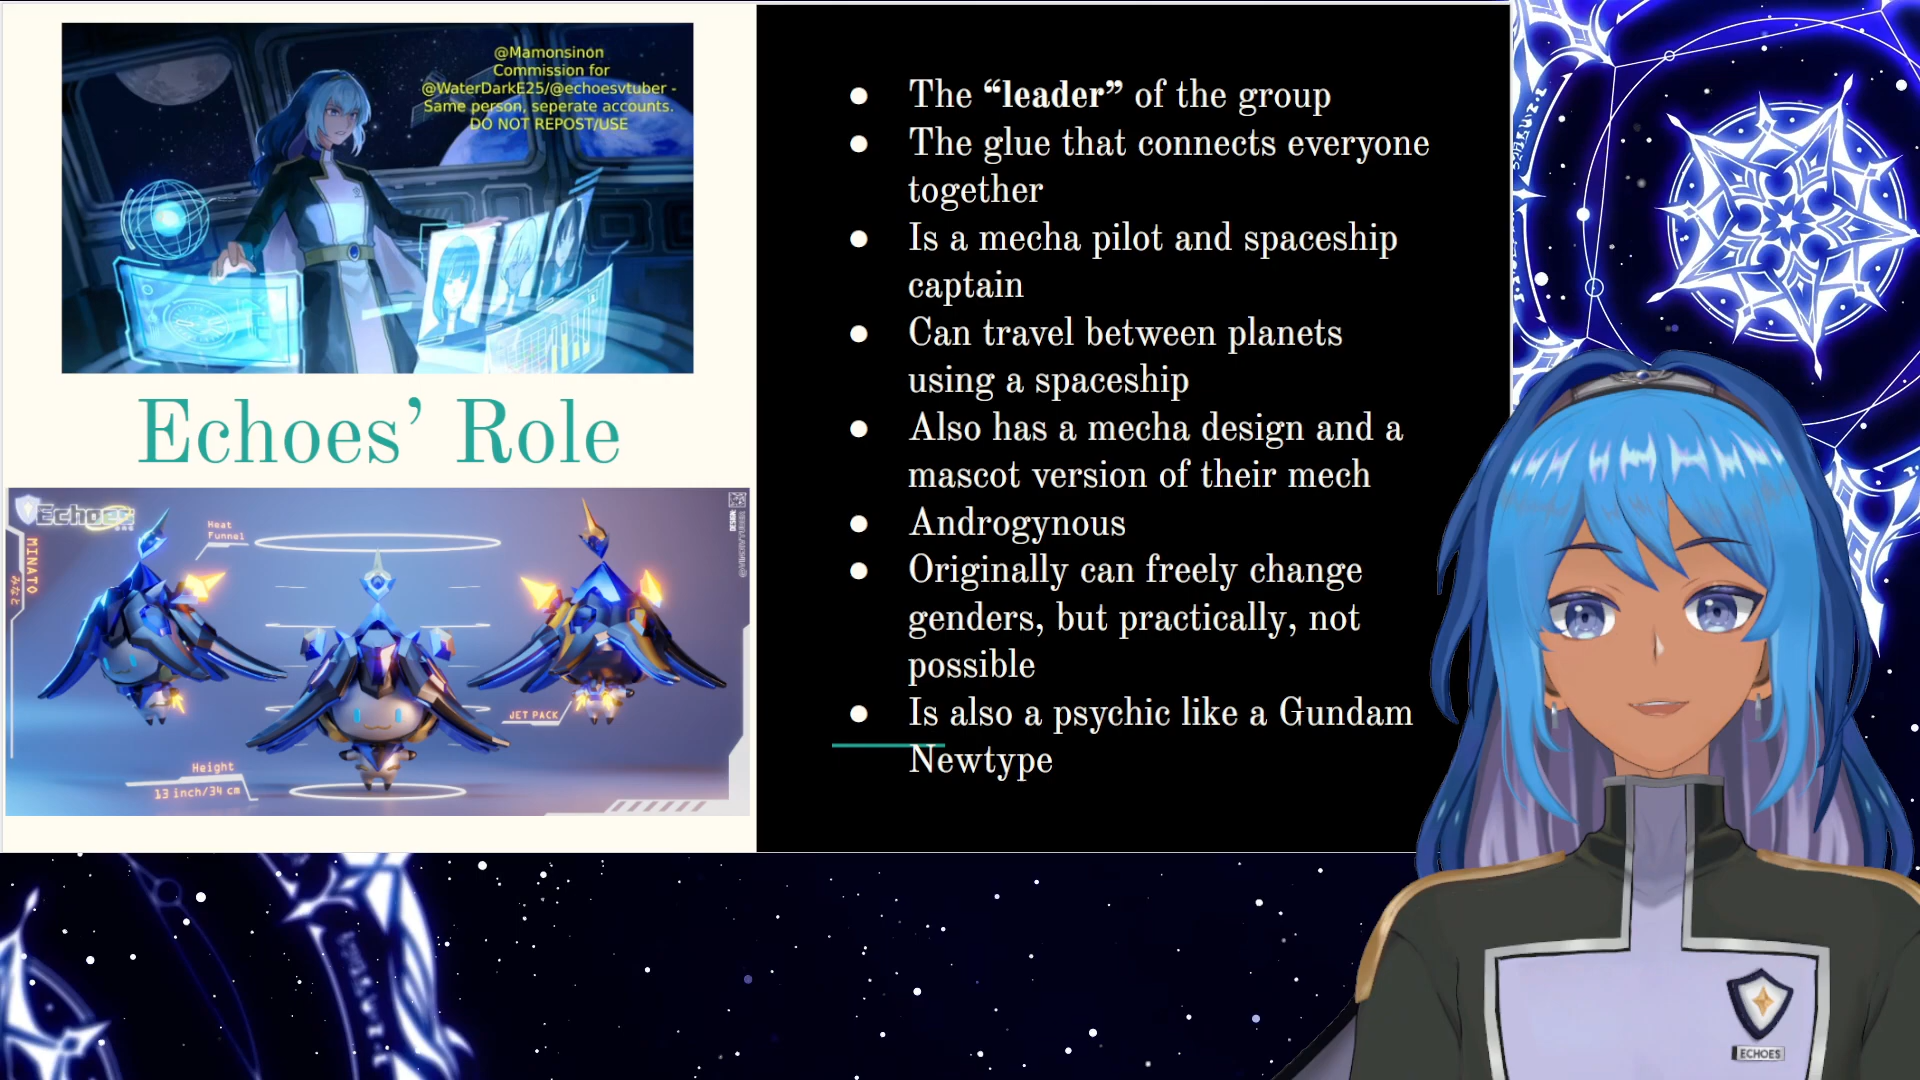 @Mamonsinon
Commission for
@WaterDarkE25/@echoesvtuber -
Same person, seperate accounts.
DO NOT REPOST/USE
Echoes’ Role
Echoes
MINATO
みなと
Heat
Funnel
JET PACK
Height
13 inch/34 cm
DESIGN:
● The “leader” of the group
● The glue that connects everyone
together
● Is a mecha pilot and spaceship
captain
● Can travel between planets
using a spaceship
● Also has a mecha design and a
mascot version of their mech
● Androgynous
● Originally can freely change
genders, but practically, not
possible
● Is also a psychic like a Gundam
Newtype
ECHOES